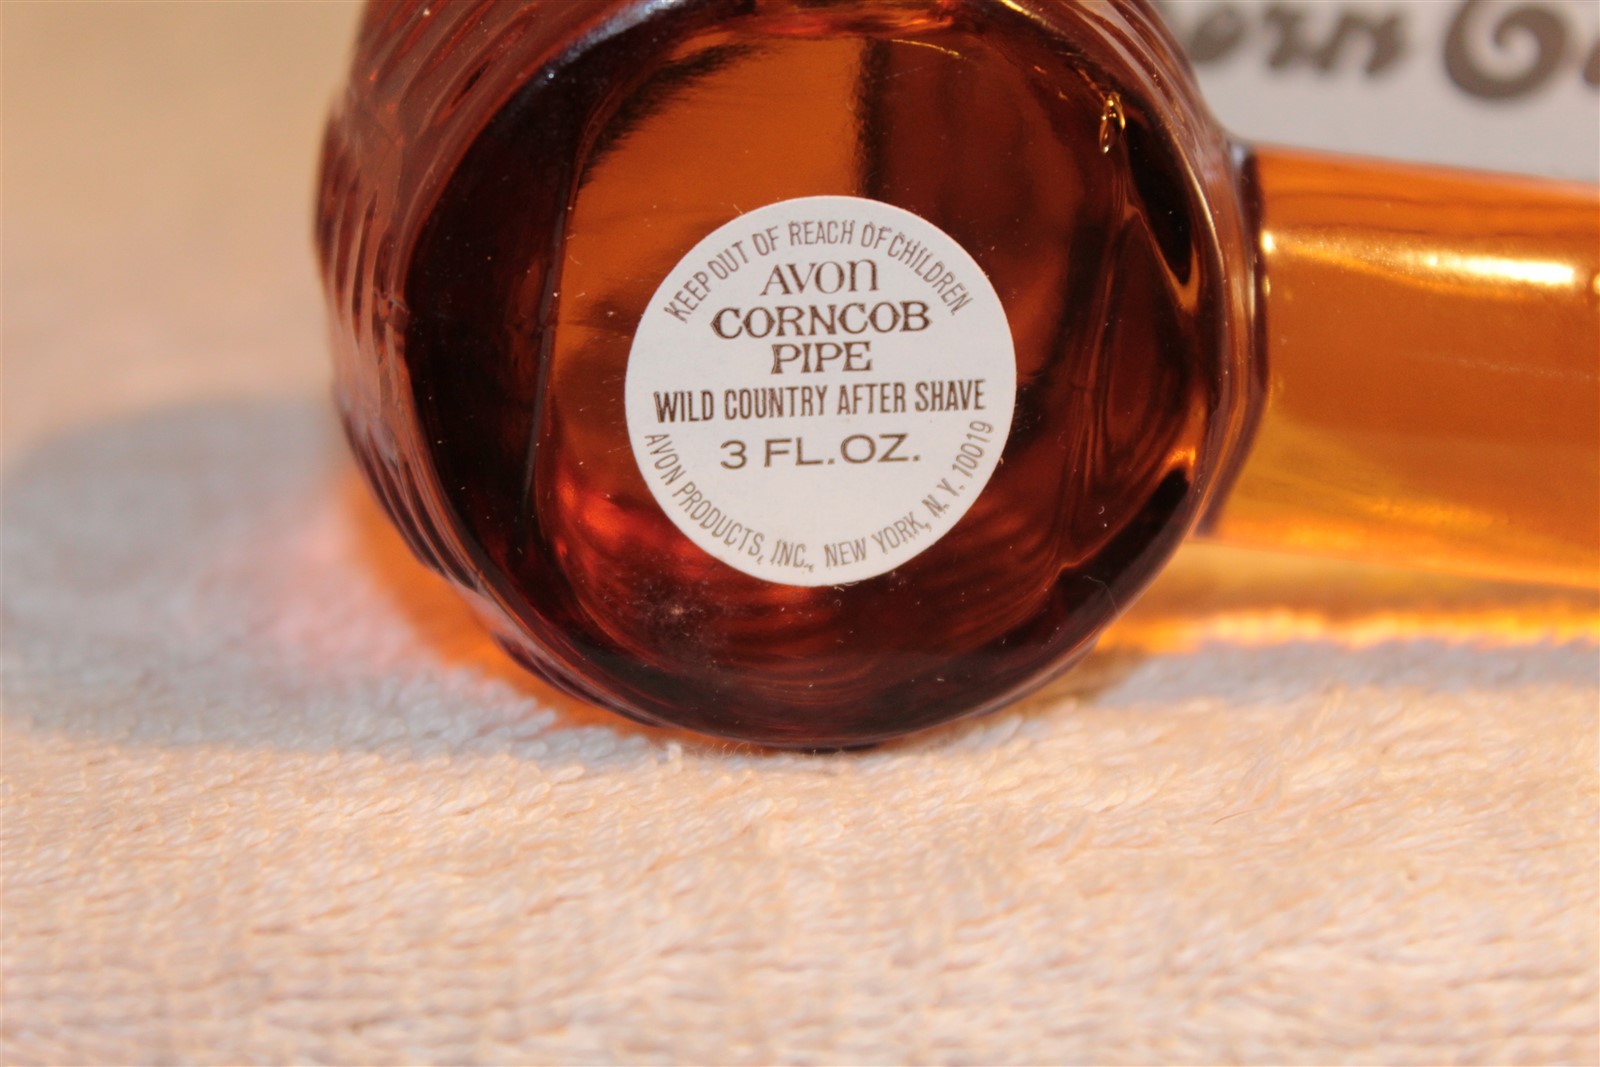 KEEP OUT OF REACH OF CHILDREN.
AVON
CORNCOB
PIPE
WILD COUNTRY AFTER SHAVE
3 FL.OZ.
AVON PRODUCTS, INC., NEW YORK, N.Y. 10019